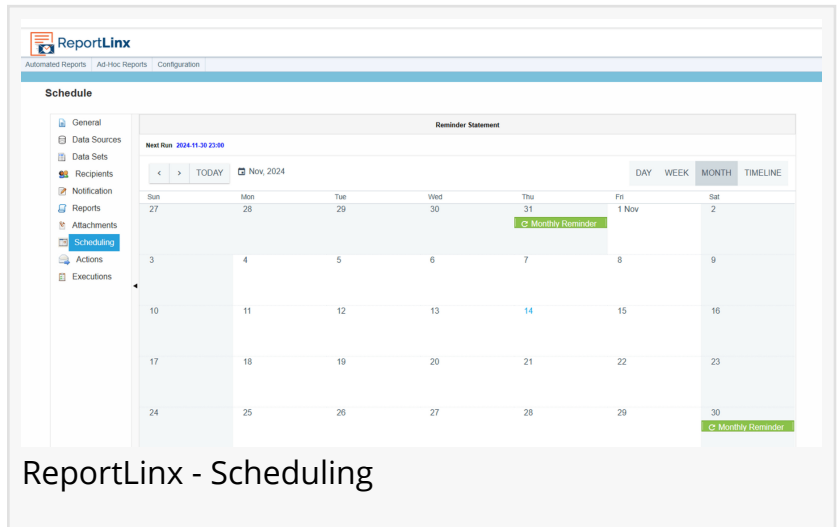 ReportLinx
Automated Reports Ad-Hoc Reports Configuration
Schedule
General
Data Sources
Data Sets
Recipients
Notification
Reports
Attachments
Scheduling
Actions
Executions
Reminder Statement
Next Run 2024-11-30 23:00
< > TODAY Nov, 2024 DAY WEEK MONTH TIMELINE
Sun Mon Tue Wed Thu Fri Sat
27 28 29 30 31 1 Nov 2
Monthly Reminder
3 4 5 6 7 8 9
10 11 12 13 14 15 16
17 18 19 20 21 22 23
24 25 26 27 28 29 30
Monthly Reminder
ReportLinx - Scheduling